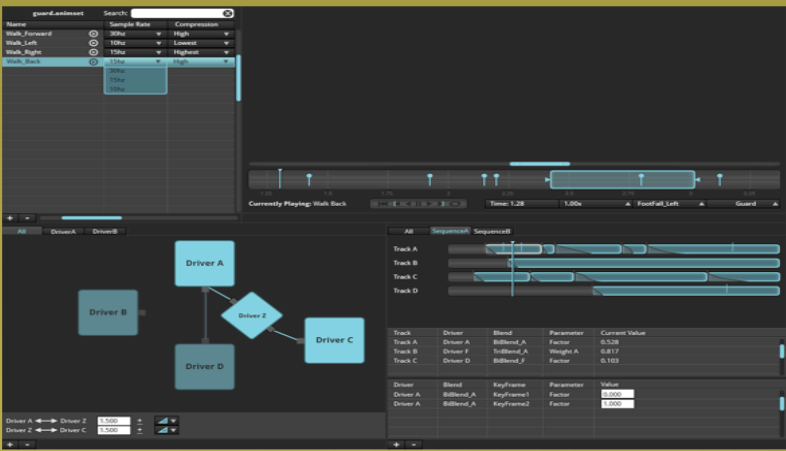 guard.animset Search:
Name Sample Rate Compression
Walk_Forward 30hz High
Walk_Left 10hz Lowest
Walk_Right 15hz Highest
Walk_Back 15hz High
30hz
15hz
10hz
Currently Playing: Walk Back Time: 1.28 1.00x FootFall_Left Guard
All DriverA DriverB
Driver A
Driver B
Driver Z
Driver C
Driver D
Driver A Driver Z 1.500
Driver Z Driver C 1.500
All SequenceA SequenceB
Track A
Track B
Track C
Track D
Track Driver Blend Parameter Current Value
Track A Driver A BiBlend_A Factor 0.528
Track B Driver F TriBlend_A Weight A 0.817
Track C Driver D BiBlend_F Factor 0.103
Driver Blend KeyFrame Parameter Value
Driver A BiBlend_A KeyFrame1 Factor 0.000
Driver A BiBlend_A KeyFrame2 Factor 1.000